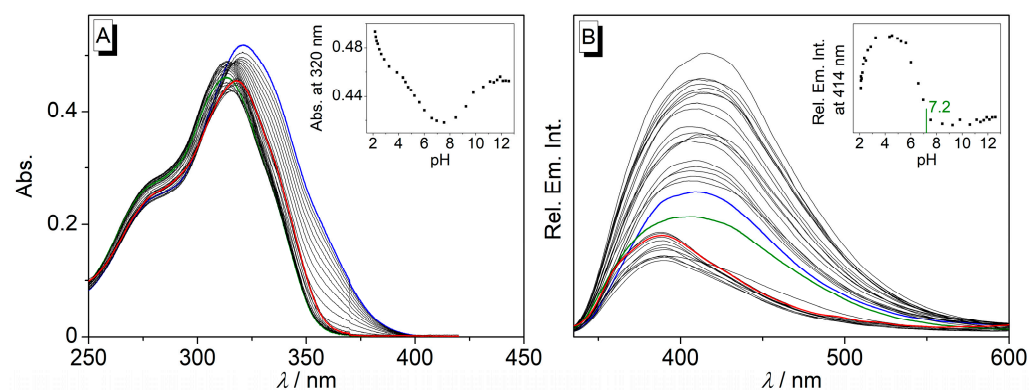 A
Abs.
0.4
0.2
0
250
300
350
400
450
λ / nm
Abs. at 320 nm
0.48
0.44
2
4
6
8
10
12
pH
B
Rel. Em. Int.
400
500
600
λ / nm
Rel. Em. Int.
at 414 nm
7.2
0
2
4
6
8
10
12
pH